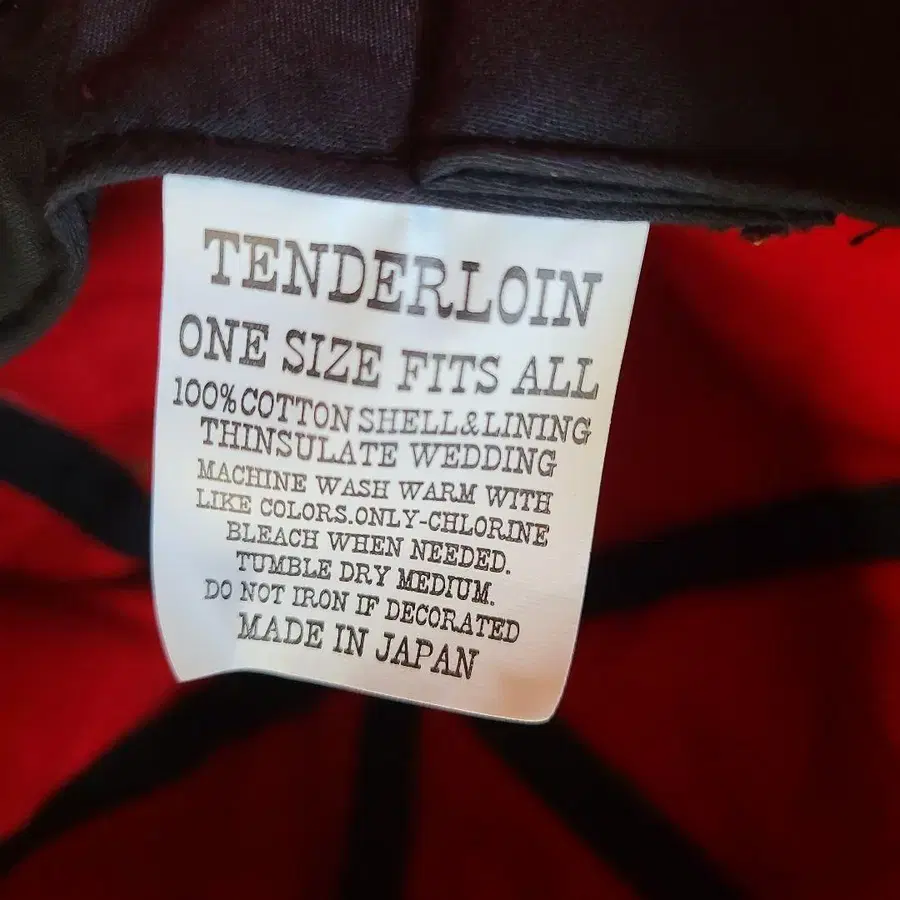 TENDERLOIN
ONE SIZE FITS ALL
100%COTTON SHELL&LINING
THINSULATE WEDDING
MACHINE WASH WARM WITH
LIKE COLORS.ONLY-CHLORINE
BLEACH WHEN NEEDED.
TUMBLE DRY MEDIUM.
DO NOT IRON IF DECORATED
MADE IN JAPAN